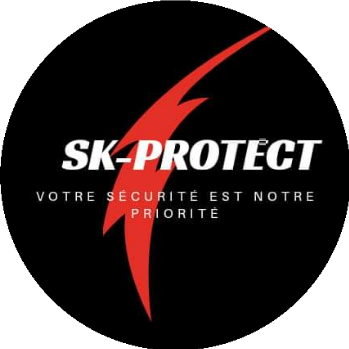 SK-PROTECT
VOTRE SÉCURITÉ EST NOTRE
PRIORITÉ